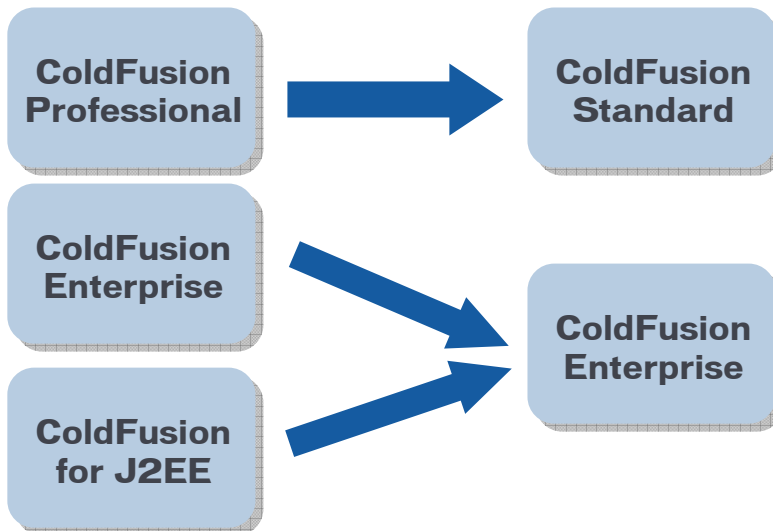 ColdFusion
Professional
ColdFusion
Standard
ColdFusion
Enterprise
ColdFusion
Enterprise
ColdFusion
for J2EE